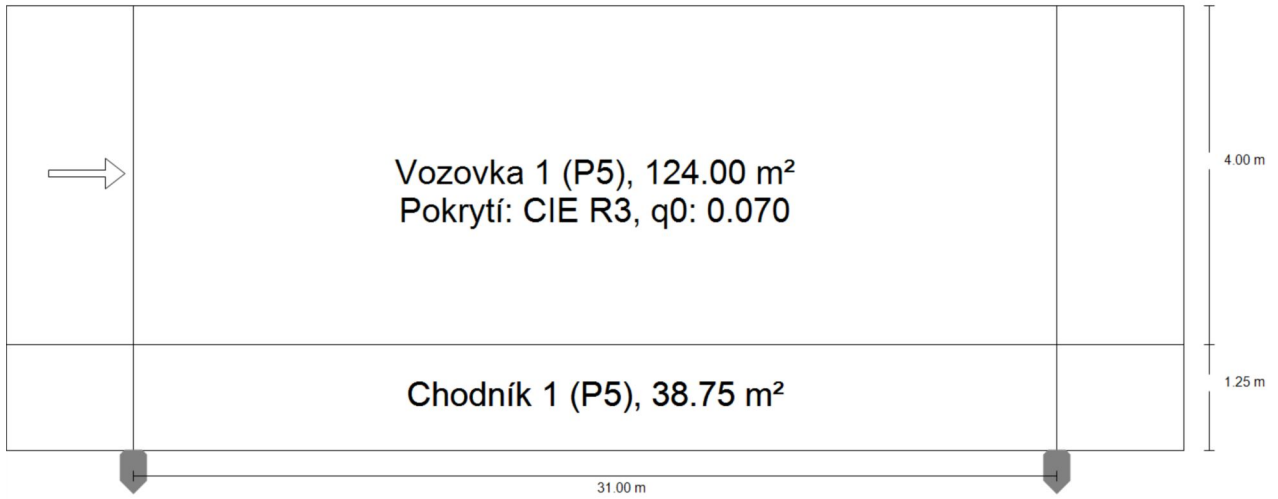 Vozovka 1 (P5), 124.00 m²
Pokrytí: CIE R3, q0: 0.070
4.00 m
Chodník 1 (P5), 38.75 m²
1.25 m
31.00 m